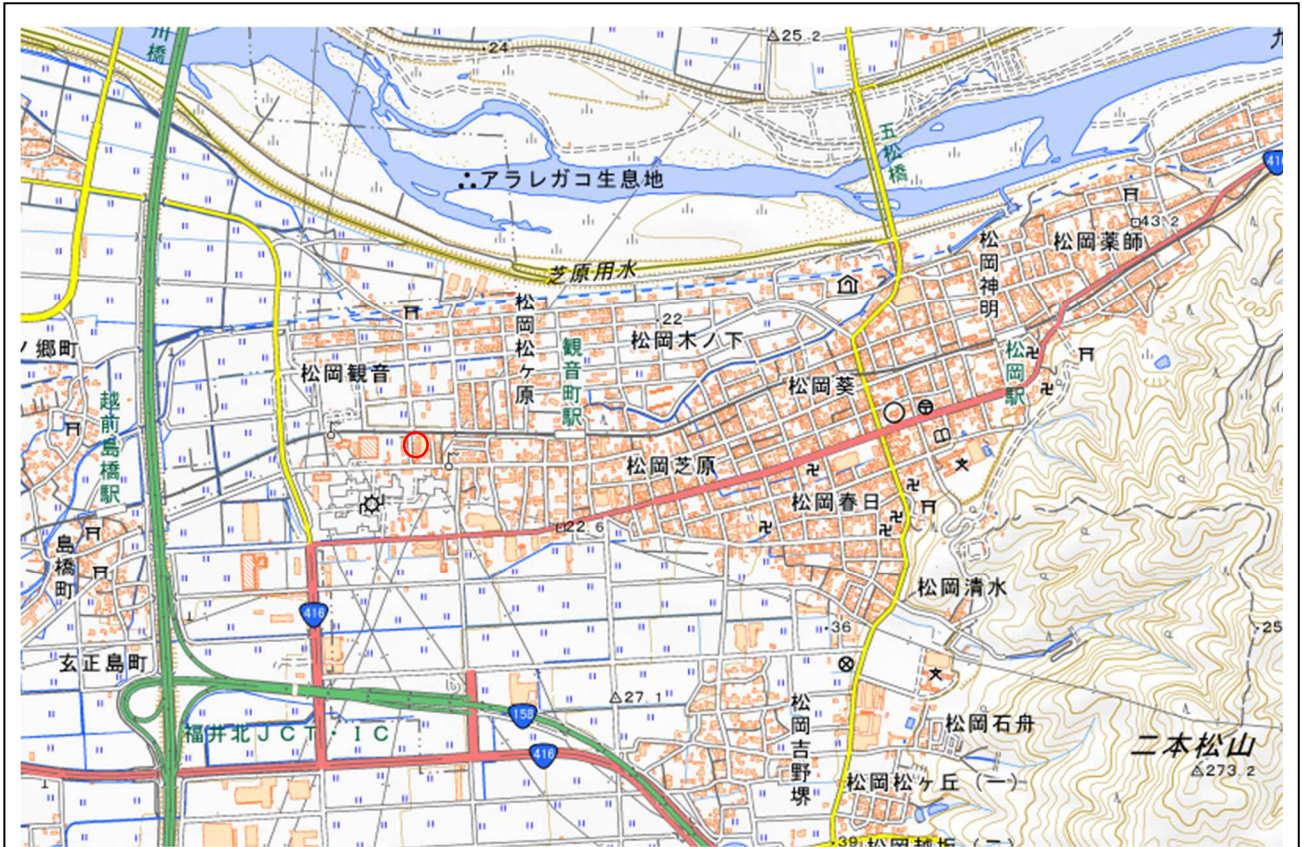 川橋
24
25.2
九
五松橋
416
アラレガコ生息地
43.2
松岡薬師
松岡神明
芝原用水
松岡松ヶ原
22
松岡木ノ下
ノ郷町
観音町駅
松岡駅
松岡観音
松岡葵
越前島橋駅
松岡芝原
松岡春日
22.6
島橋町
松岡清水
416
36
25
玄正島町
27.1
松岡吉野堺
158
松岡石舟
福井北JCT・IC
416
二本松山
273.2
松岡松ヶ丘(一)
39